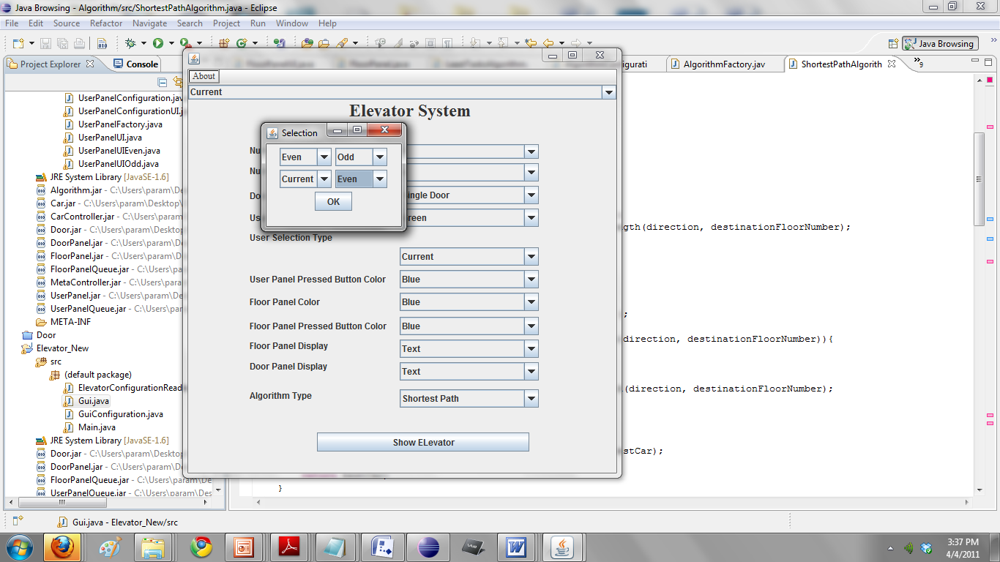 Java Browsing - Algorithm/src/ShortestPathAlgorithm.java - Eclipse
File Edit Source Refactor Navigate Search Project Run Window Help
Java Browsing
Project Explorer
Console
AlgorithmFactory.jav
ShortestPathAlgorith
9
About
Current
Elevator System
Selection
Even Odd
Current Even
OK
ingle Door
reen
User Selection Type
Current
User Panel Pressed Button Color Blue
Floor Panel Color Blue
Floor Panel Pressed Button Color Blue
Floor Panel Display Text
Door Panel Display Text
Algorithm Type Shortest Path
Show ELevator
UserPanelConfiguration.java
UserPanelConfigurationUI.j
UserPanelFactory.java
UserPanelUI.java
UserPanelUIEven.java
UserPanelUIOdd.java
JRE System Library [JavaSE-1.6]
Algorithm.jar - C:\Users\param\Desktop
Car.jar - C:\Users\param\Desktop
CarController.jar - C:\Users\param
Door.jar - C:\Users\param\Desktop
DoorPanel.jar - C:\Users\param\De
FloorPanel.jar - C:\Users\param\De
FloorPanelQueue.jar - C:\Users\pa
MetaController.jar - C:\Users\para
UserPanel.jar - C:\Users\param\De
UserPanelQueue.jar - C:\Users\par
META-INF
Door
Elevator_New
src
(default package)
ElevatorConfigurationRead
Gui.java
GuiConfiguration.java
Main.java
JRE System Library [JavaSE-1.6]
Door.jar - C:\Users\param\Desktop
DoorPanel.jar - C:\Users\param\De
FloorPanelQueue.jar - C:\Users\pa
UserPanelQueue.jar - C:\Users\par
gth(direction, destinationFloorNumber);
;
direction, destinationFloorNumber)){
(direction, destinationFloorNumber);
stCar);
}
Gui.java - Elevator_New/src
3:37 PM
4/4/2011